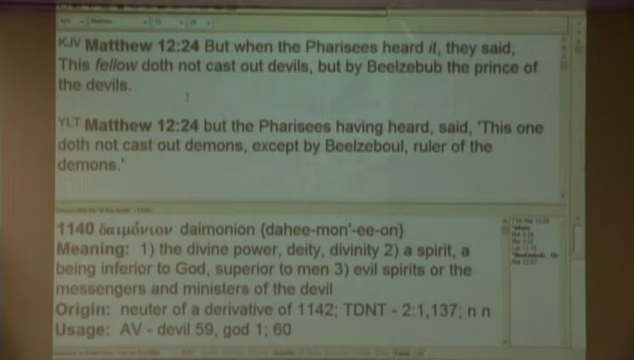 KJV Matthew 12:24 But when the Pharisees heard it, they said,
This fellow doth not cast out devils, but by Beelzebub the prince of
the devils.
YLT Matthew 12:24 but the Pharisees having heard, said, 'This one
doth not cast out demons, except by Beelzeboul, ruler of the
demons.'
1140 δαιμόνιον daimonion {dahee-mon'-ee-on}
Meaning: 1) the divine power, deity, divinity 2) a spirit, a
being inferior to God, superior to men 3) evil spirits or the
messengers and ministers of the devil
Origin: neuter of a derivative of 1142; TDNT - 2:1,137; n n
Usage: AV - devil 59, god 1; 60